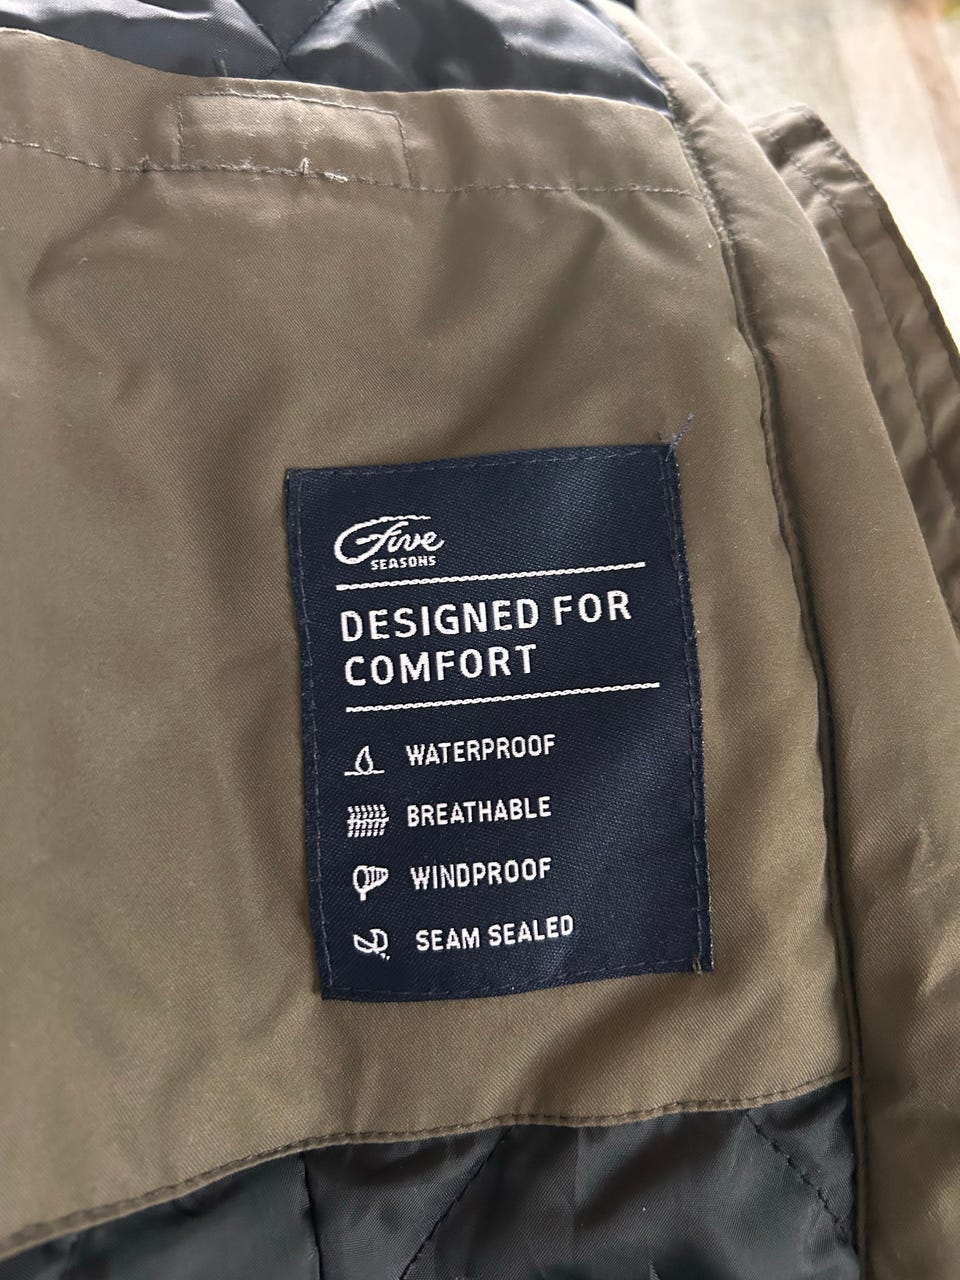 Five
SEASONS
DESIGNED FOR
COMFORT
WATERPROOF
BREATHABLE
WINDPROOF
SEAM SEALED